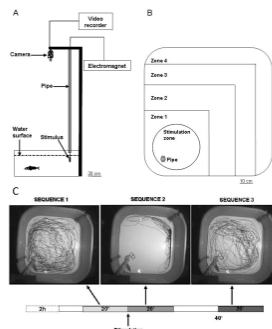 A
Video
recorder
Camera
Electromagnet
Pipe
Water
surface
Stimulus
20 cm
B
Zone 4
Zone 3
Zone 2
Zone 1
Stimulation
zone
Pipe
10 cm
C
SEQUENCE 1
SEQUENCE 2
SEQUENCE 3
2h
20'
20'
40'